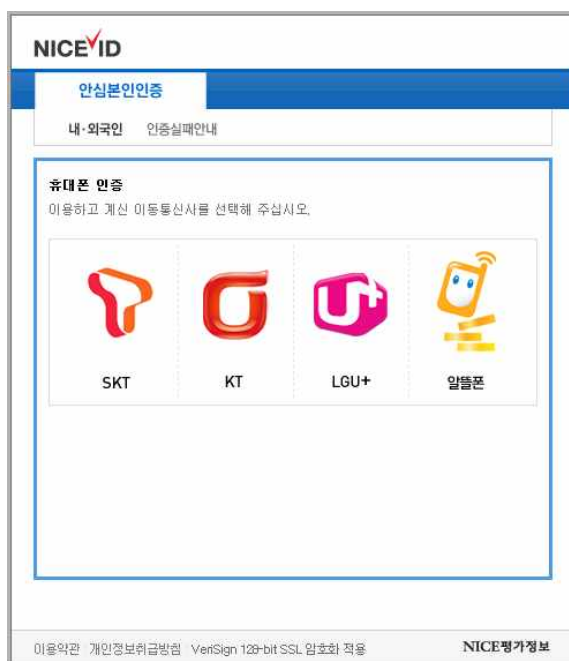 NICE ID
안심본인인증
내·외국인 인증실패안내
휴대폰 인증
이용하고 계신 이동통신사를 선택해 주십시오.
U+
SKT KT LGU+ 알뜰폰
이용약관 개인정보취급방침 VeriSign 128-bit SSL 암호화 적용 NICE평가정보